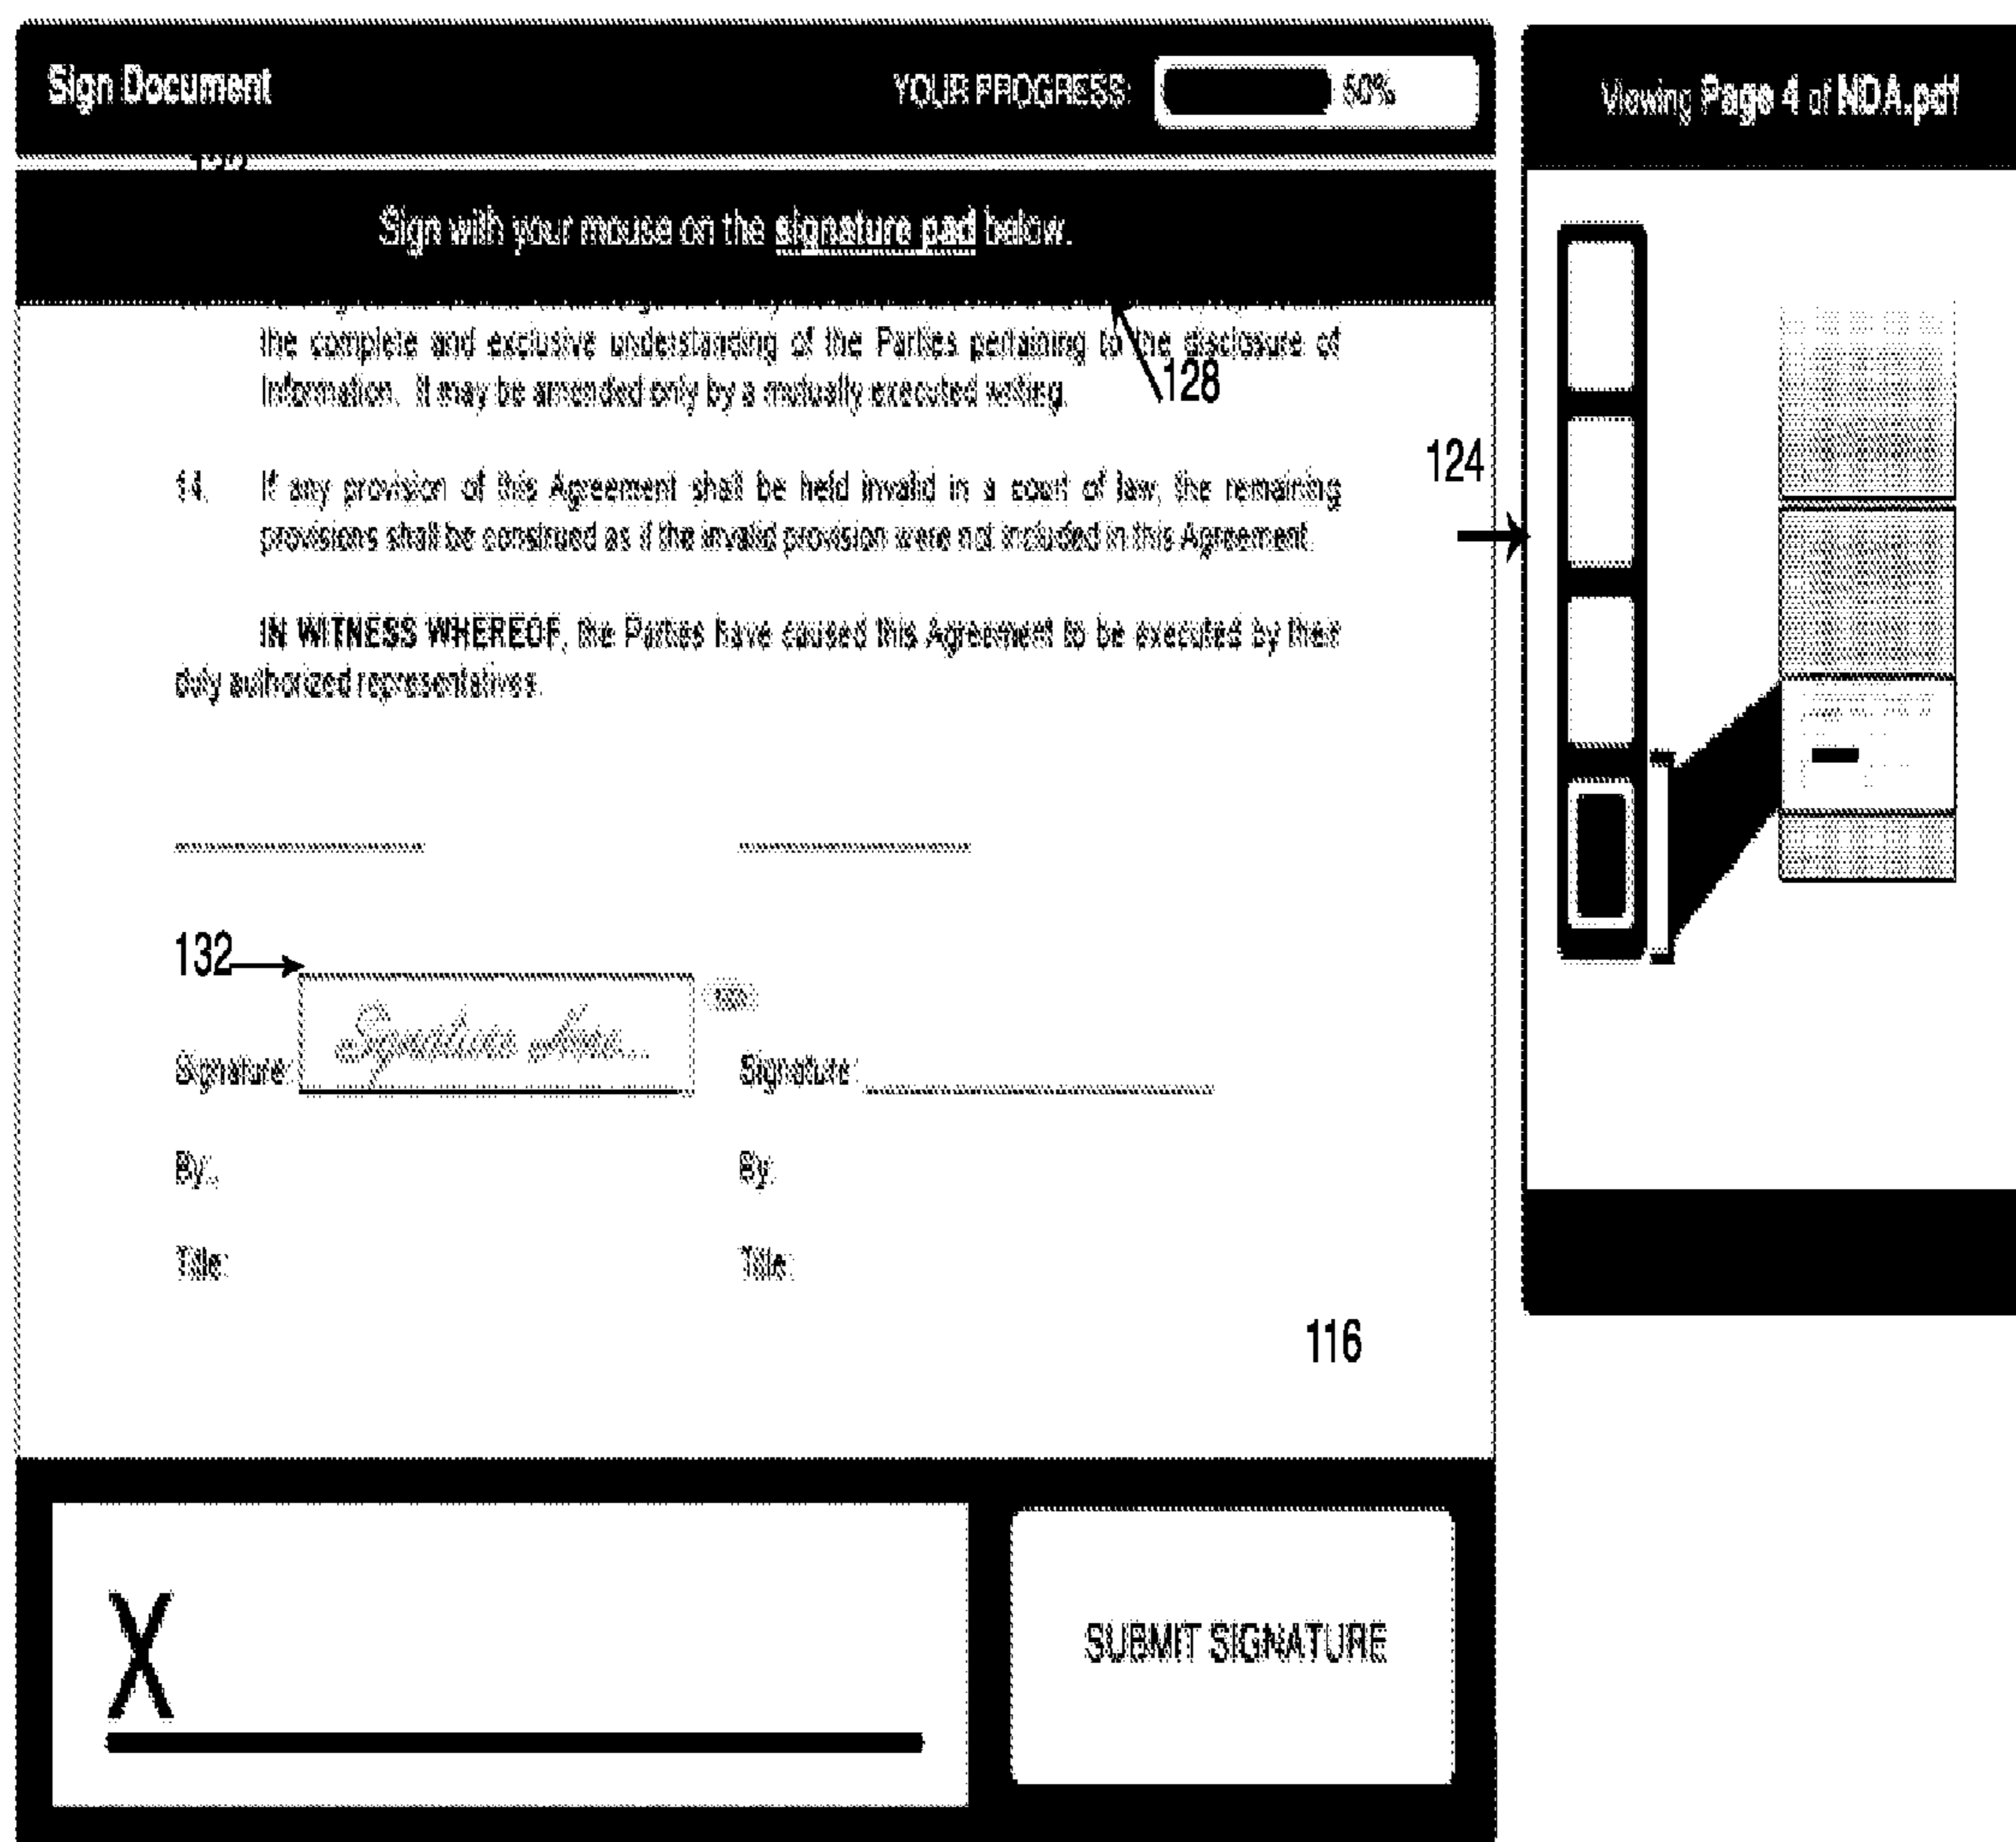 Sign Document
YOUR PROGRESS: 50%
Sign with your mouse on the signature pad below.
the complete and exclusive understanding of the Parties pertaining to the disclosure of
Information. It may be amended only by a mutually executed writing.
128
14. If any provision of this Agreement shall be held invalid in a court of law, the remaining
provisions shall be construed as if the invalid provision were not included in this Agreement.
IN WITNESS WHEREOF, the Parties have caused this Agreement to be executed by their
duly authorized representatives.
132
Signature: Signature Here...
Signature:
By:
By:
Title:
Title:
116
X
SUBMIT SIGNATURE
Viewing Page 4 of NDA.pdf
124